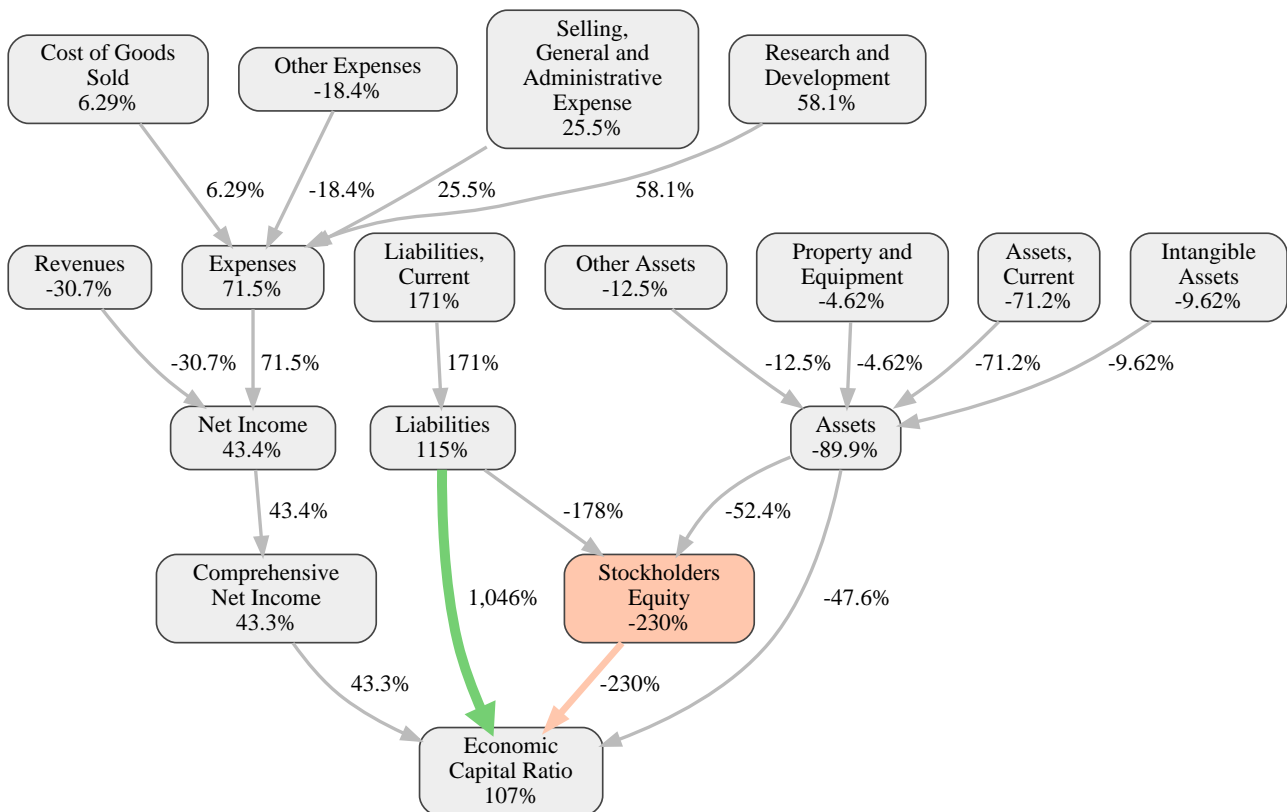 Cost of Goods
Sold
6.29%
Other Expenses
-18.4%
Selling,
General and
Administrative
Expense
25.5%
Research and
Development
58.1%
6.29%
-18.4%
25.5%
58.1%
Revenues
-30.7%
Expenses
71.5%
Liabilities,
Current
171%
Other Assets
-12.5%
Property and
Equipment
-4.62%
Assets,
Current
-71.2%
Intangible
Assets
-9.62%
-30.7%
71.5%
171%
-12.5%
-4.62%
-71.2%
-9.62%
Net Income
43.4%
Liabilities
115%
Assets
-89.9%
43.4%
-178%
-52.4%
Comprehensive
Net Income
43.3%
1,046%
Stockholders
Equity
-230%
-47.6%
43.3%
-230%
Economic
Capital Ratio
107%